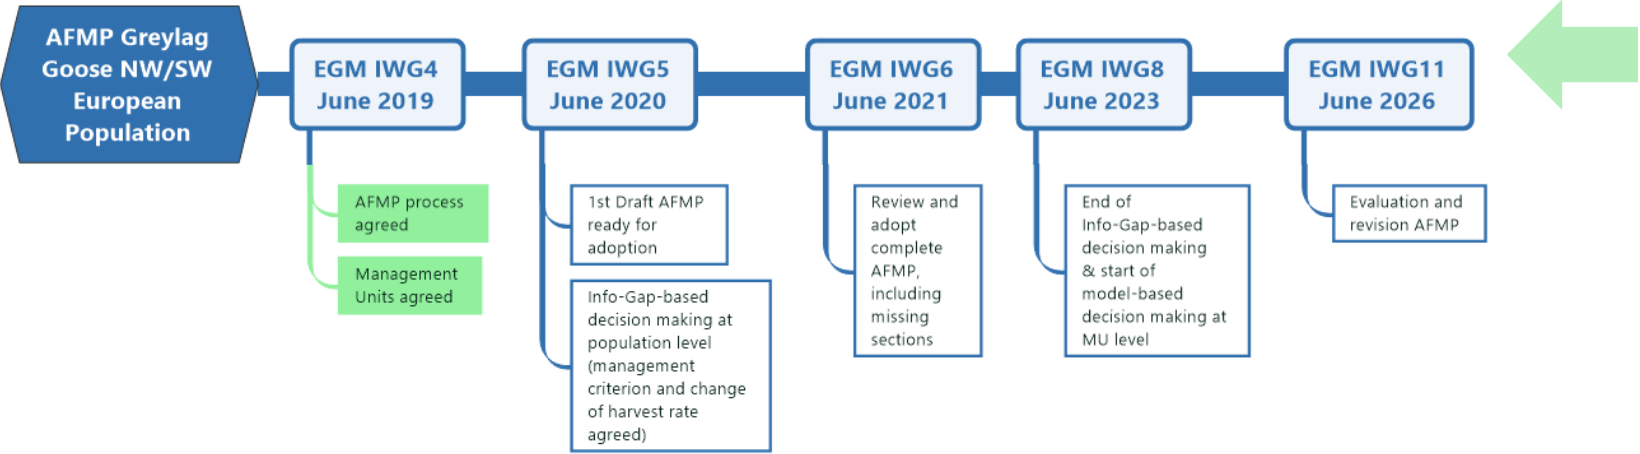 AFMP Greylag
Goose NW/SW
European
Population
EGM IWG4
June 2019
AFMP process
agreed
Management
Units agreed
EGM IWG5
June 2020
1st Draft AFMP
ready for
adoption
Info-Gap-based
decision making at
population level
(management
criterion and change
of harvest rate
agreed)
EGM IWG6
June 2021
Review and
adopt
complete
AFMP,
including
missing
sections
EGM IWG8
June 2023
End of
Info-Gap-based
decision making
& start of
model-based
decision making at
MU level
EGM IWG11
June 2026
Evaluation and
revision AFMP